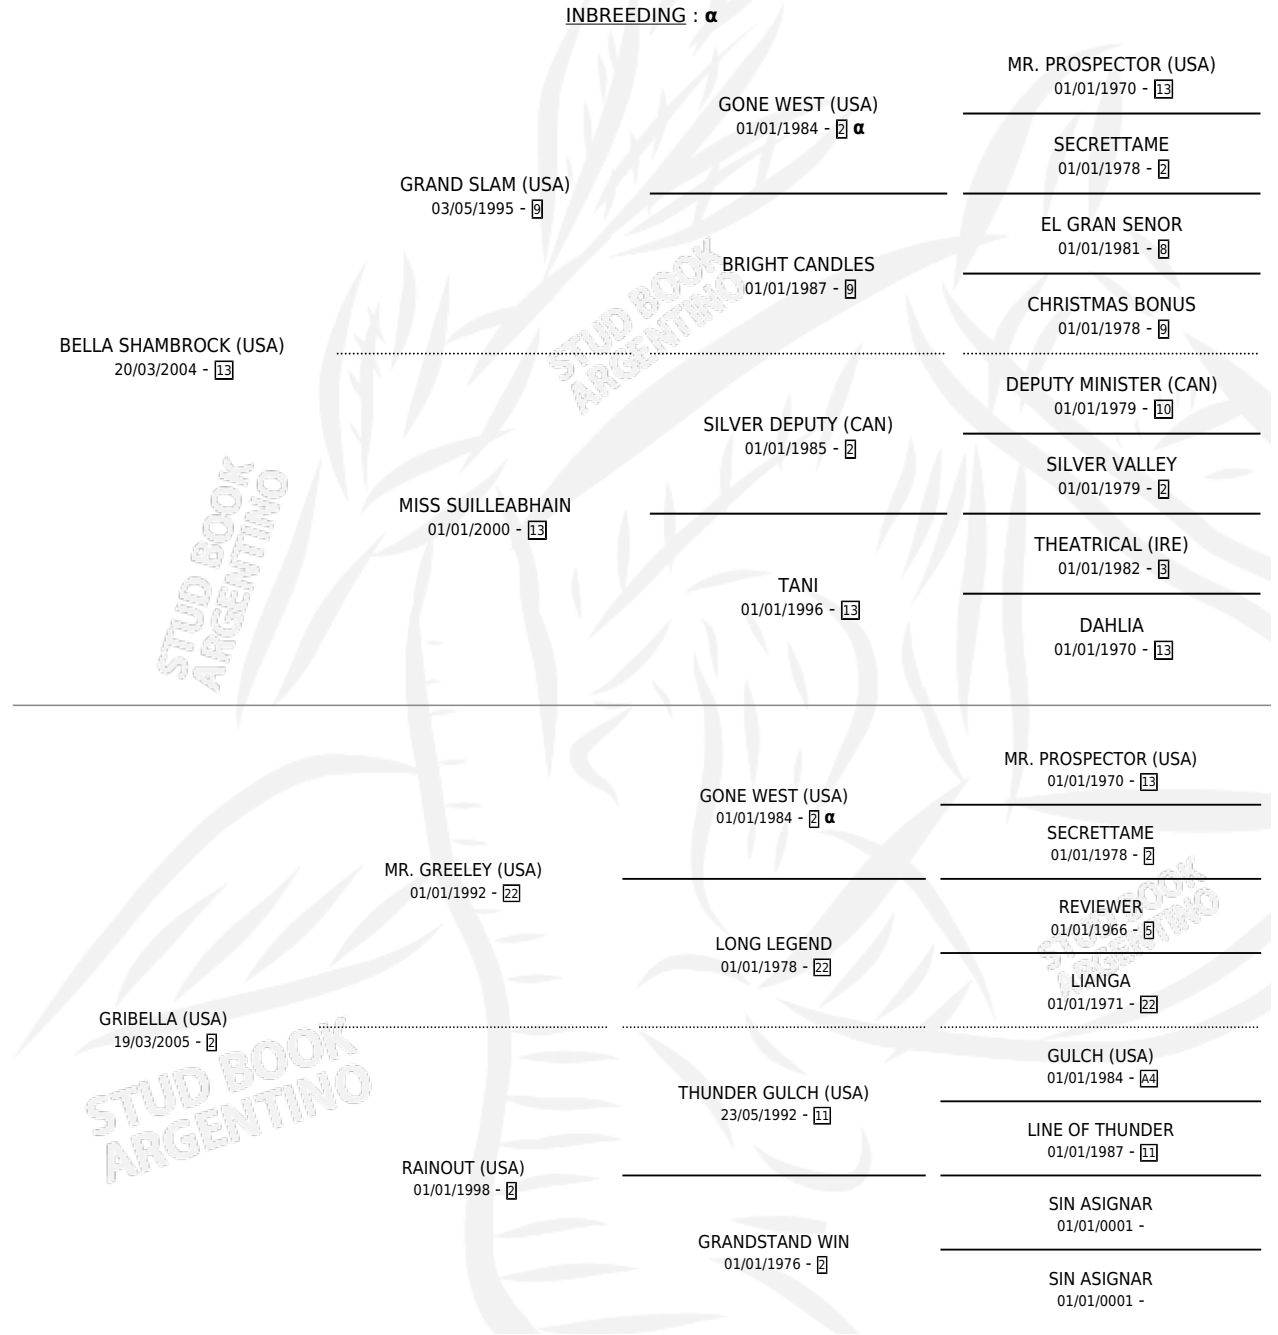 INBREEDING : α
MR. PROSPECTOR (USA)
01/01/1970 - 13
GONE WEST (USA)
01/01/1984 - 2 α
SECRETTAME
01/01/1978 - 2
GRAND SLAM (USA)
03/05/1995 - 9
EL GRAN SENOR
01/01/1981 - 8
BRIGHT CANDLES
01/01/1987 - 9
CHRISTMAS BONUS
01/01/1978 - 9
BELLA SHAMBROCK (USA)
20/03/2004 - 13
DEPUTY MINISTER (CAN)
01/01/1979 - 10
SILVER DEPUTY (CAN)
01/01/1985 - 2
SILVER VALLEY
01/01/1979 - 2
MISS SUILLEABHAIN
01/01/2000 - 13
THEATRICAL (IRE)
01/01/1982 - 3
TANI
01/01/1996 - 13
DAHLIA
01/01/1970 - 13
MR. PROSPECTOR (USA)
01/01/1970 - 13
GONE WEST (USA)
01/01/1984 - 2 α
SECRETTAME
01/01/1978 - 2
MR. GREELEY (USA)
01/01/1992 - 22
REVIEWER
01/01/1966 - 5
LONG LEGEND
01/01/1978 - 22
LIANGA
01/01/1971 - 22
GRIBELLA (USA)
19/03/2005 - 2
GULCH (USA)
01/01/1984 - A4
THUNDER GULCH (USA)
23/05/1992 - 11
LINE OF THUNDER
01/01/1987 - 11
RAINOUT (USA)
01/01/1998 - 2
SIN ASIGNAR
01/01/0001 -
GRANDSTAND WIN
01/01/1976 - 2
SIN ASIGNAR
01/01/0001 -
STUD BOOK
ARGENTINO
STUD BOOK
ARGENTINO
STUD BOOK
ARGENTINO
STUD BOOK
ARGENTINO